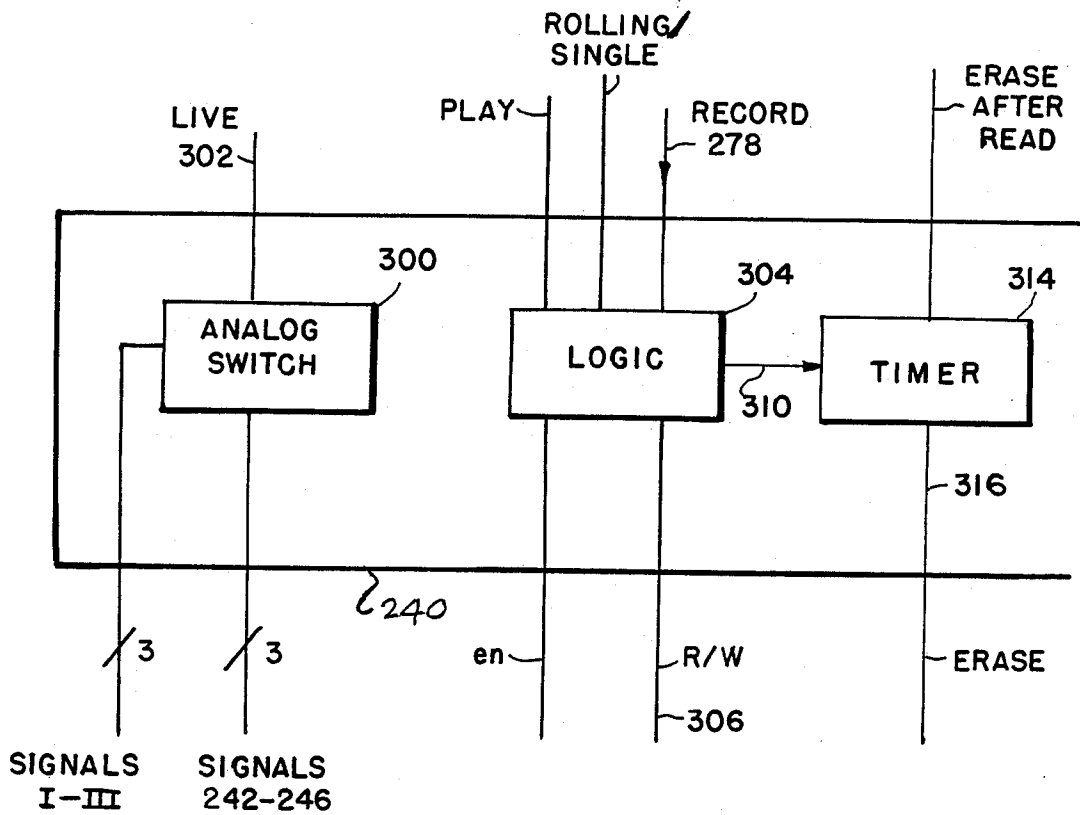 ROLLING/
SINGLE
PLAY
RECORD
278
ERASE
AFTER
READ
LIVE
302
300
304
314
ANALOG
SWITCH
LOGIC
TIMER
310
316
240
3
3
en
R/W
306
ERASE
SIGNALS
I-III
SIGNALS
242-246